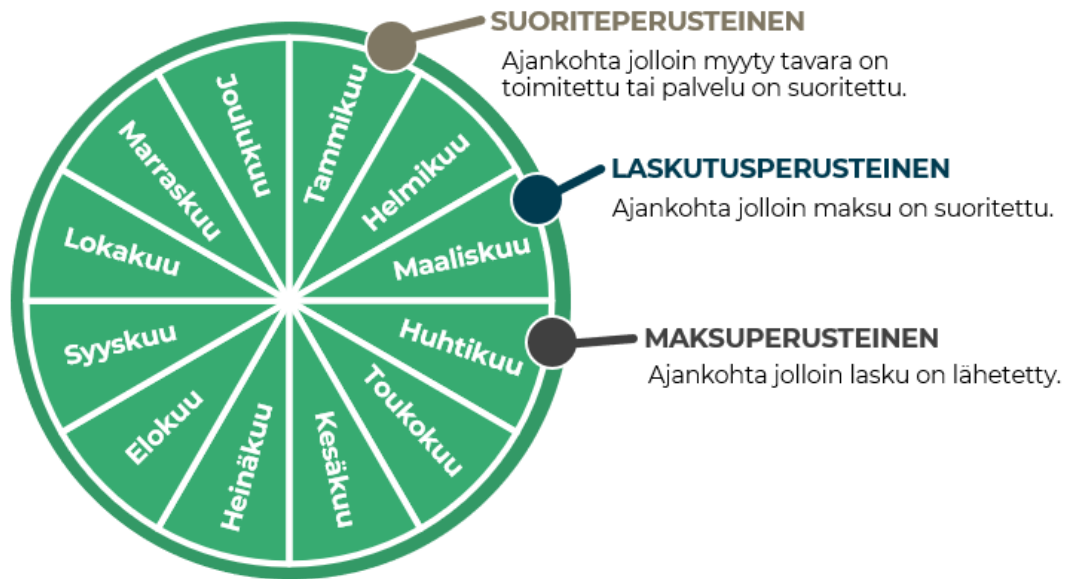 SUORITEPERUSTEINEN
Ajankohta jolloin myyty tavara on
toimitettu tai palvelu on suoritettu.
LASKUTUSPERUSTEINEN
Ajankohta jolloin maksu on suoritettu.
MAKSUPERUSTEINEN
Ajankohta jolloin lasku on lähetetty.
Tammikuu
Helmikuu
Maaliskuu
Huhtikuu
Toukokuu
Kesäkuu
Heinäkuu
Elokuu
Syyskuu
Lokakuu
Marraskuu
Joulukuu